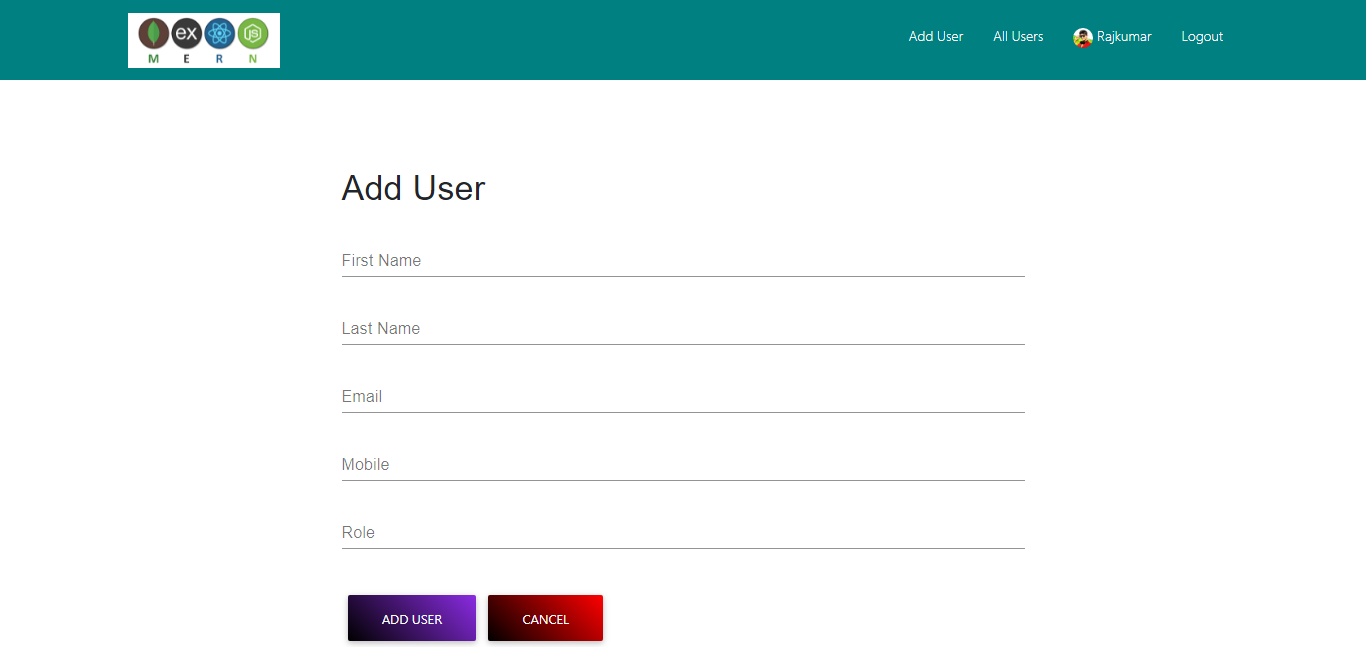 ex JS
M E R N
Add User All Users Rajkumar Logout
Add User
First Name
Last Name
Email
Mobile
Role
ADD USER CANCEL